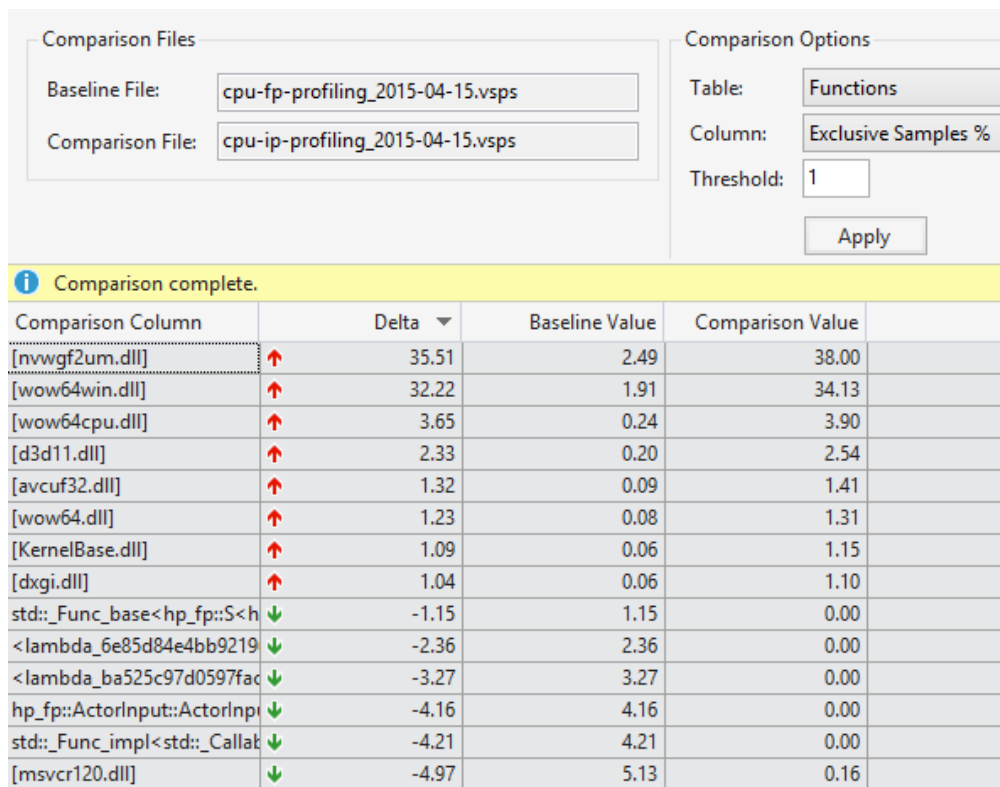 Comparison Files
Baseline File: cpu-fp-profiling_2015-04-15.vsps
Comparison File: cpu-ip-profiling_2015-04-15.vsps
Comparison Options
Table: Functions
Column: Exclusive Samples %
Threshold: 1
Apply
Comparison complete.
Comparison Column Delta Baseline Value Comparison Value
[nvwgf2um.dll] 35.51 2.49 38.00
[wow64win.dll] 32.22 1.91 34.13
[wow64cpu.dll] 3.65 0.24 3.90
[d3d11.dll] 2.33 0.20 2.54
[avcuf32.dll] 1.32 0.09 1.41
[wow64.dll] 1.23 0.08 1.31
[KernelBase.dll] 1.09 0.06 1.15
[dxgi.dll] 1.04 0.06 1.10
std::_Func_base<hp_fp::S<h -1.15 1.15 0.00
<lambda_6e85d84e4bb9219 -2.36 2.36 0.00
<lambda_ba525c97d0597fac -3.27 3.27 0.00
hp_fp::ActorInput::ActorInp -4.16 4.16 0.00
std::_Func_impl<std::_Callab -4.21 4.21 0.00
[msvcr120.dll] -4.97 5.13 0.16